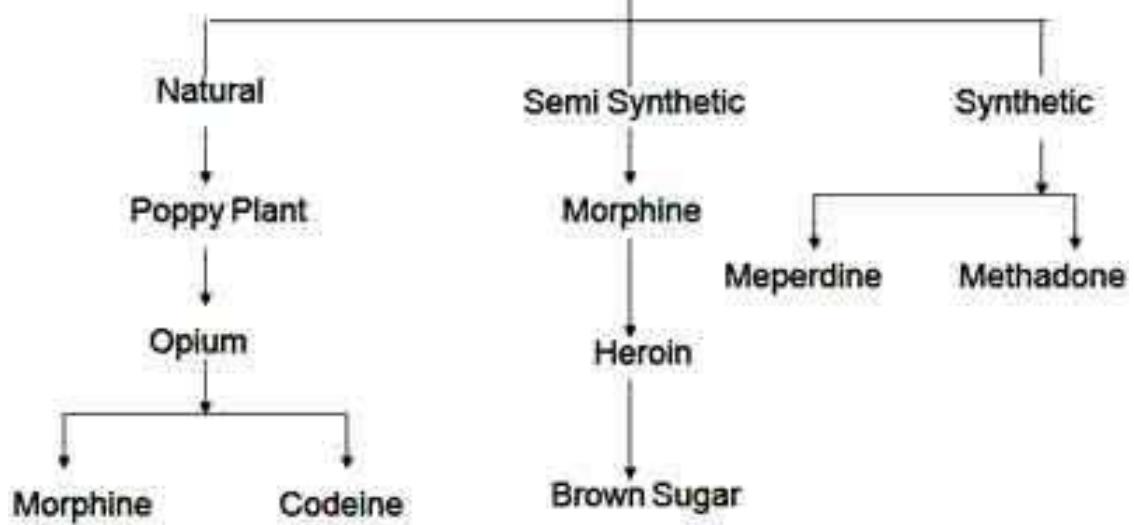 Natural
Semi Synthetic
Synthetic
Poppy Plant
Morphine
Meperdine
Methadone
Opium
Heroin
Morphine
Codeine
Brown Sugar